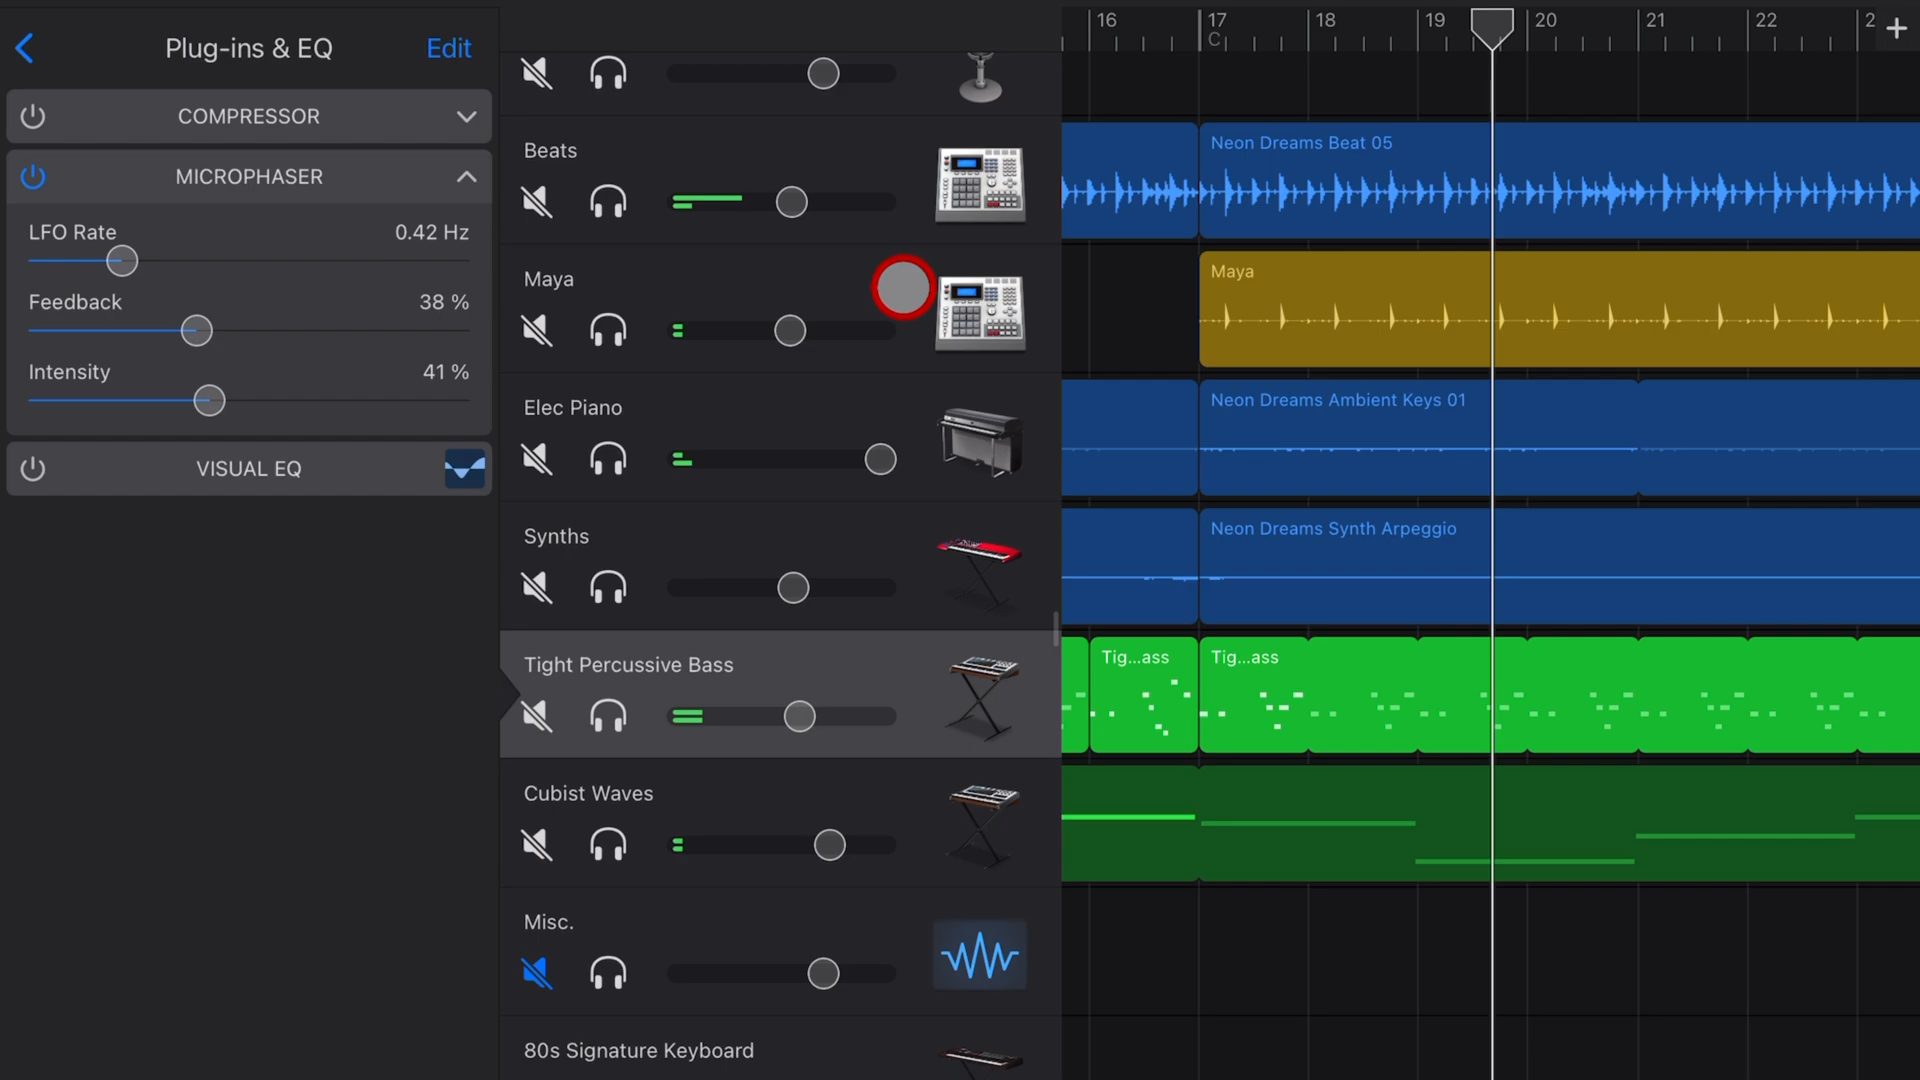 Plug-ins & EQ
Edit
COMPRESSOR
MICROPHASER
LFO Rate
0.42 Hz
Feedback
38 %
Intensity
41 %
VISUAL EQ
Beats
Maya
Elec Piano
Synths
Tight Percussive Bass
Cubist Waves
Misc.
80s Signature Keyboard
16
17
18
19
20
21
22
2
C
Neon Dreams Beat 05
Maya
Neon Dreams Ambient Keys 01
Neon Dreams Synth Arpeggio
Tig...ass
Tig...ass